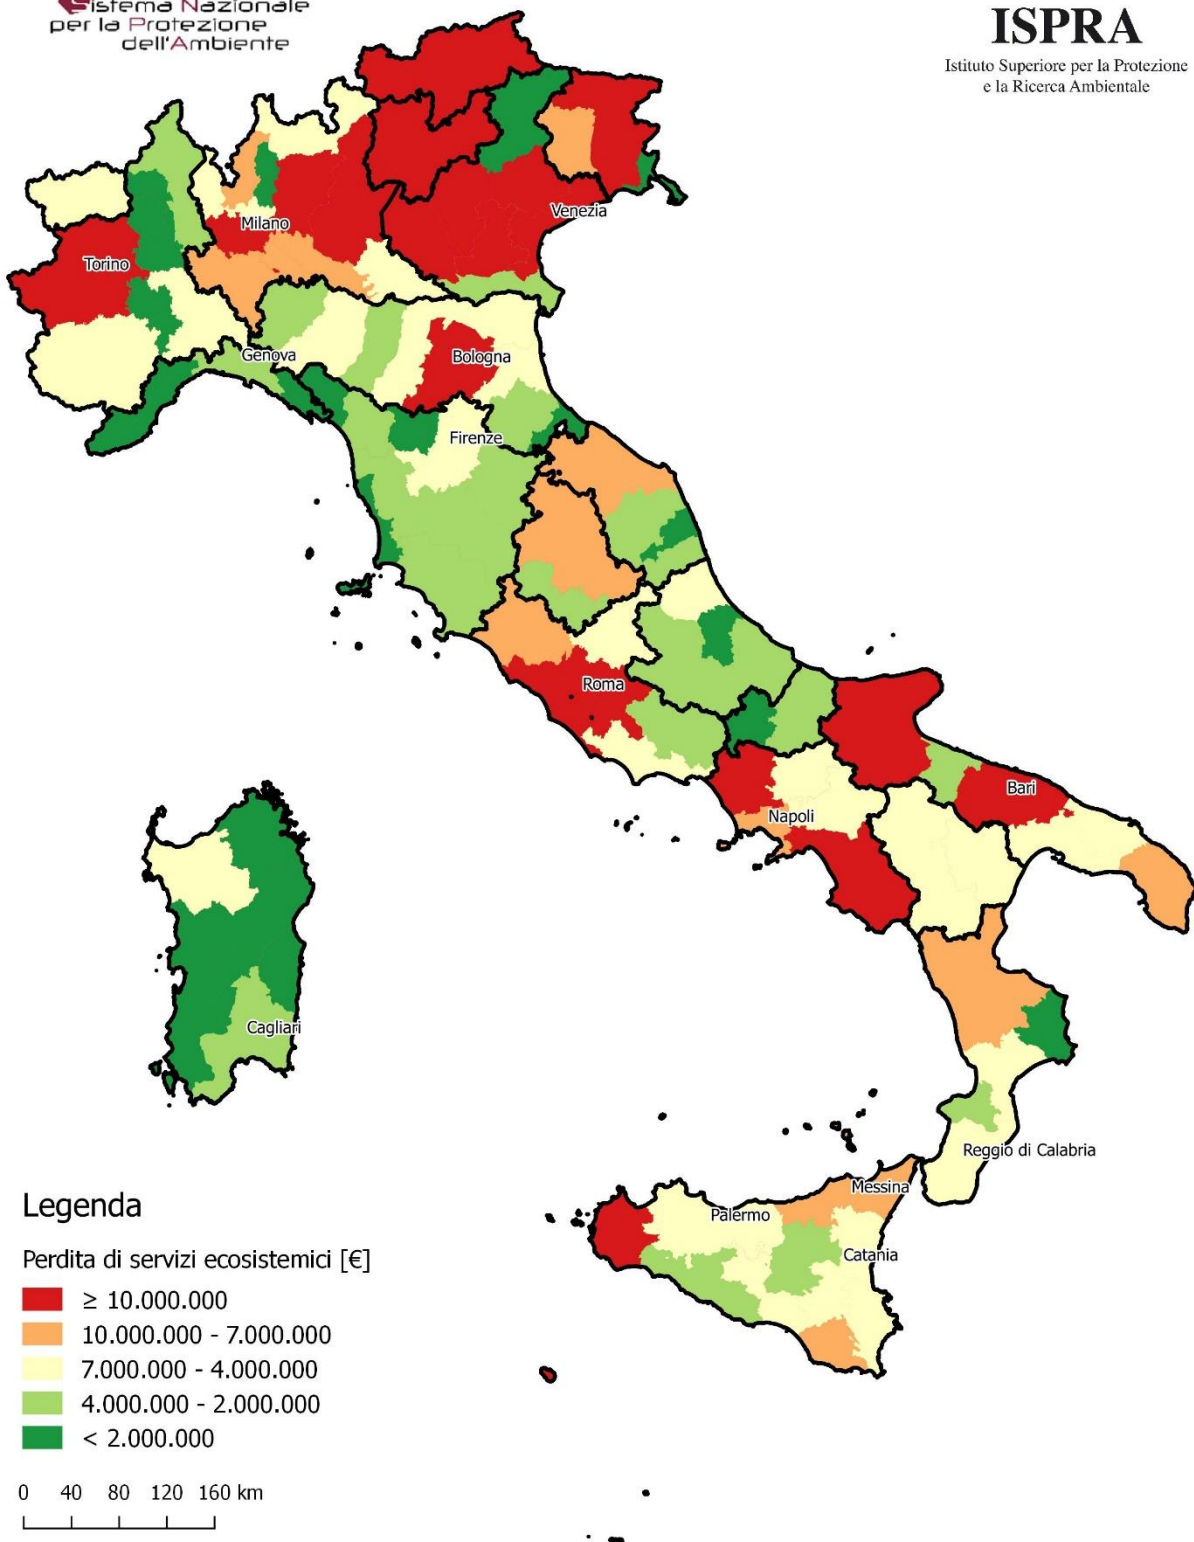 Sistema Nazionale
per la Protezione
dell'Ambiente
ISPRA
Istituto Superiore per la Protezione
e la Ricerca Ambientale
Venezia
Milano
Torino
Genova
Bologna
Firenze
Roma
Bari
Napoli
Cagliari
Reggio di Calabria
Messina
Palermo
Catania
Legenda
Perdita di servizi ecosistemici [€]
≥ 10.000.000
10.000.000 - 7.000.000
7.000.000 - 4.000.000
4.000.000 - 2.000.000
< 2.000.000
0 40 80 120 160 km